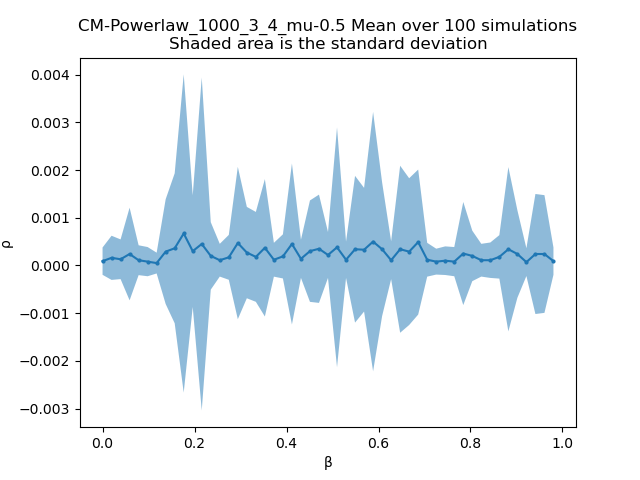 CM-Powerlaw_1000_3_4_mu-0.5 Mean over 100 simulations
Shaded area is the standard deviation
0.004
0.003
0.002
0.001
0.000
−0.001
−0.002
−0.003
ρ
0.0 0.2 0.4 0.6 0.8 1.0
β